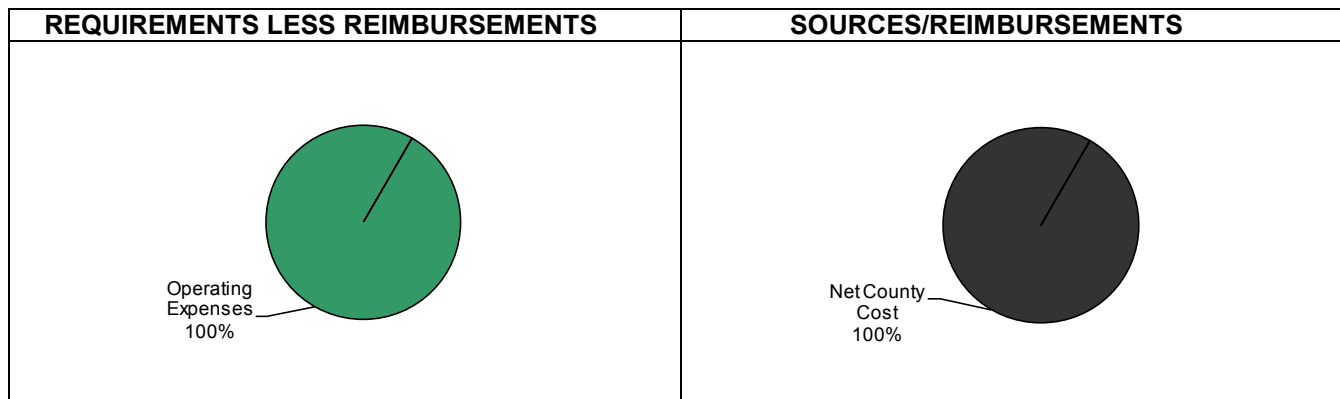 REQUIREMENTS LESS REIMBURSEMENTS
SOURCES/REIMBURSEMENTS
Operating
Expenses
100%
Net County
Cost
100%